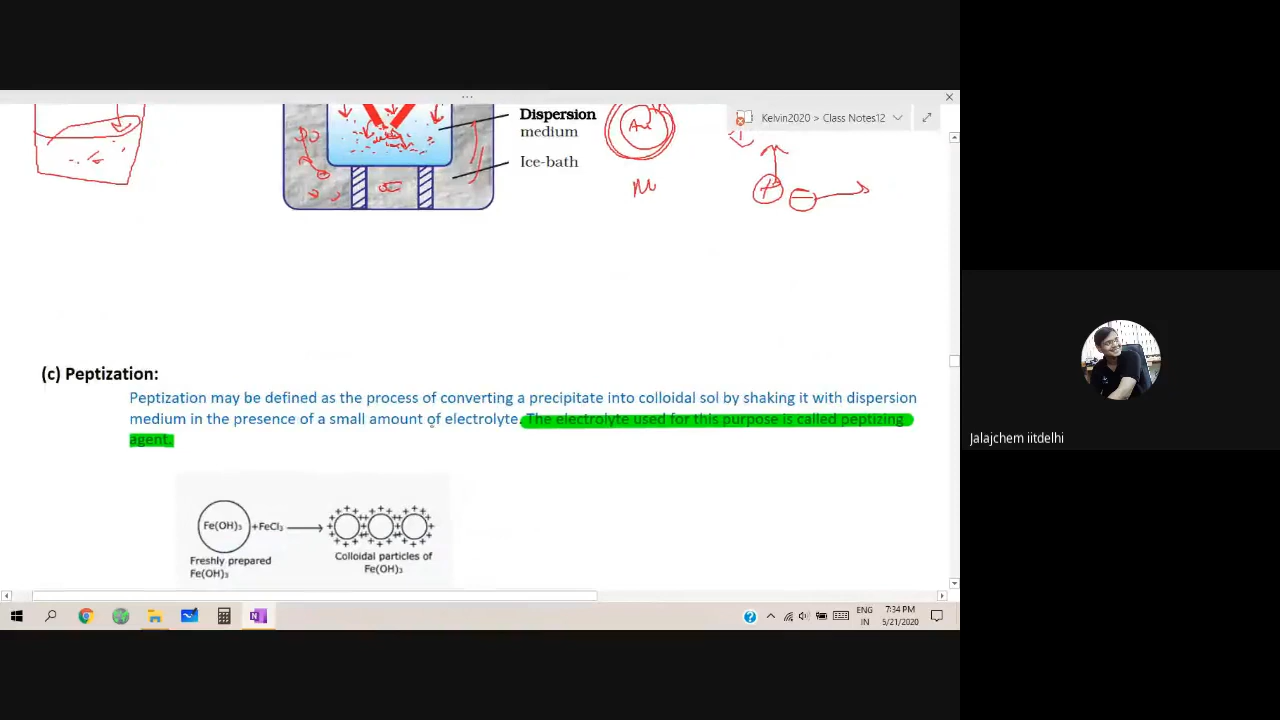 Dispersion
medium
Ice-bath
Au
M
+ −
Kelvin2020 > Class Notes12
(c) Peptization:
Peptization may be defined as the process of converting a precipitate into colloidal sol by shaking it with dispersion
medium in the presence of a small amount of electrolyte. The electrolyte used for this purpose is called peptizing
agent.
Fe(OH)₃ +FeCl₃
Freshly prepared
Fe(OH)₃
Colloidal particles of
Fe(OH)₃
Jalajchem iitdelhi
ENG
IN
7:34 PM
5/21/2020